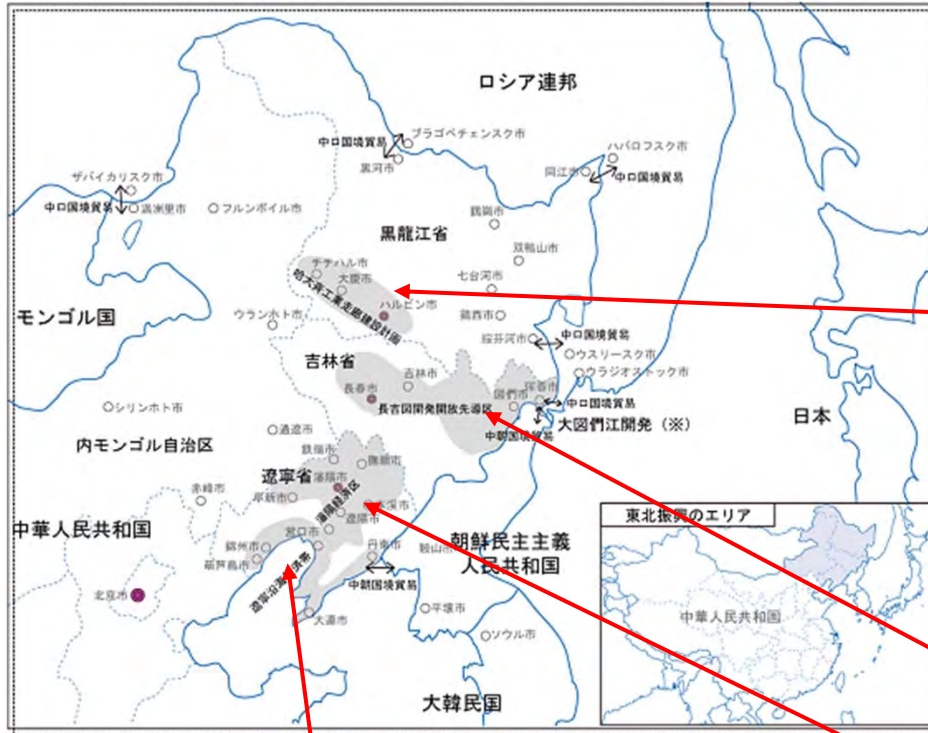 ロシア連邦
ブラゴベチェンスク市
中ロ国境貿易
黒河市
ハバロフスク市
同江市
中ロ国境貿易
ザバイカリスク市
中ロ国境貿易
満洲里市
フルンボイル市
鶴崗市
黒龍江省
双鴨山市
チチハル市
大慶市
七台河市
哈大斉工業走廊建設計画
ハルビン市
鶏西市
モンゴル国
ウランホト市
綏芬河市
中ロ国境貿易
ウスリースク市
ウラジオストック市
吉林省
吉林市
長春市
図們市
琿春市
長吉図開発開放先導区
中ロ国境貿易
シリンホト市
日本
大図們江開発（※）
中朝国境貿易
通遼市
内モンゴル自治区
鉄嶺市
撫順市
遼寧省
瀋陽市
赤峰市
阜新市
本溪市
瀋陽経済区
遼陽市
東北振興のエリア
中華人民共和国
営口市
錦州市
丹東市
鞍山市
朝鮮民主主義
人民共和国
葫芦島市
中朝国境貿易
北京市
大連市
平壌市
中華人民共和国
ソウル市
大韓民国